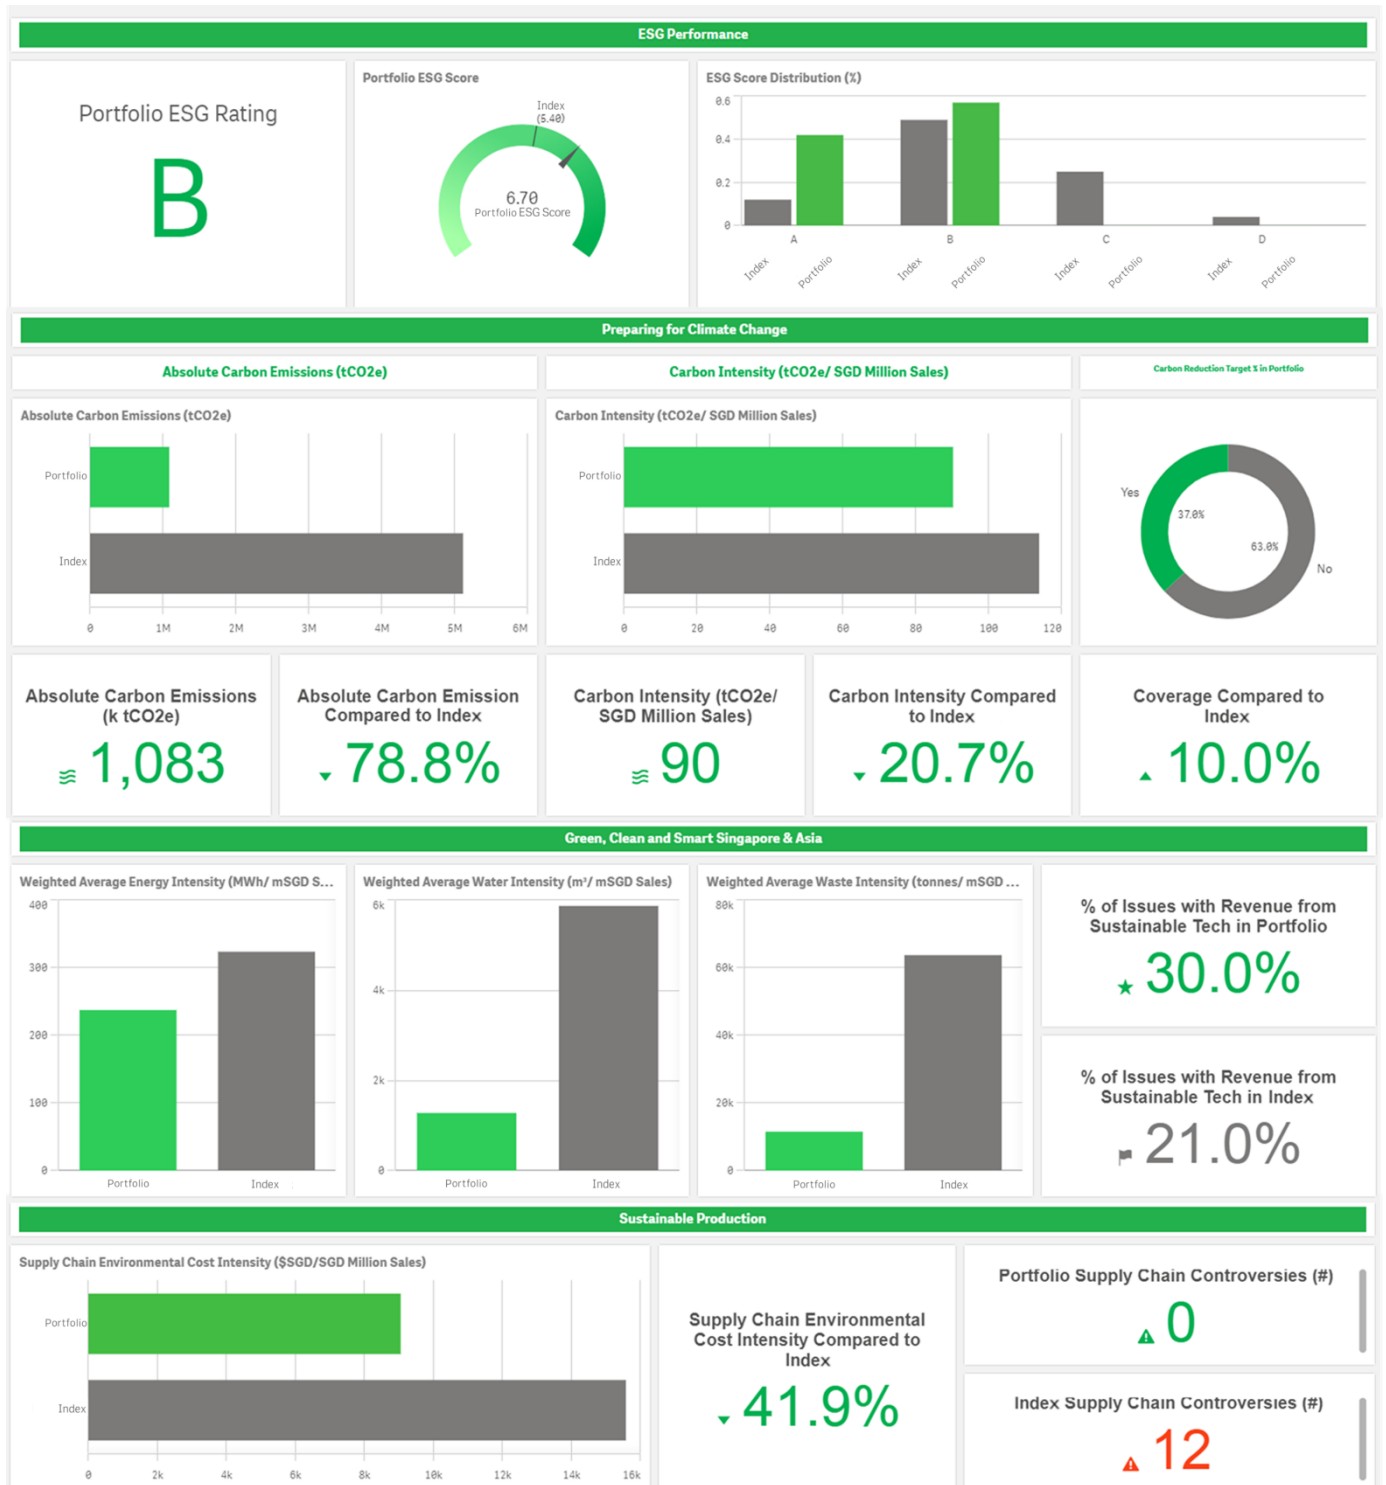 ESG Performance
Portfolio ESG Rating
B
Portfolio ESG Score
Index
(5.40)
6.70
Portfolio ESG Score
ESG Score Distribution (%)
0.6
0.4
0.2
0
A
B
C
D
Index
Portfolio
Index
Portfolio
Index
Portfolio
Index
Portfolio
Preparing for Climate Change
Absolute Carbon Emissions (tCO2e)
Carbon Intensity (tCO2e/ SGD Million Sales)
Carbon Reduction Target % in Portfolio
Absolute Carbon Emissions (tCO2e)
Portfolio
Index
0
1M
2M
3M
4M
5M
6M
Carbon Intensity (tCO2e/ SGD Million Sales)
Portfolio
Index
0
20
40
60
80
100
120
Yes
37.0%
63.0%
No
Absolute Carbon Emissions
(k tCO2e)
1,083
Absolute Carbon Emission
Compared to Index
78.8%
Carbon Intensity (tCO2e/
SGD Million Sales)
90
Carbon Intensity Compared
to Index
20.7%
Coverage Compared to
Index
10.0%
Green, Clean and Smart Singapore & Asia
Weighted Average Energy Intensity (MWh/ mSGD S...
400
300
200
100
0
Portfolio
Index
Weighted Average Water Intensity (m³/ mSGD Sales)
6k
4k
2k
0
Portfolio
Index
Weighted Average Waste Intensity (tonnes/ mSGD ...
80k
60k
40k
20k
0
Portfolio
Index
% of Issues with Revenue from
Sustainable Tech in Portfolio
30.0%
% of Issues with Revenue from
Sustainable Tech in Index
21.0%
Sustainable Production
Supply Chain Environmental Cost Intensity ($SGD/SGD Million Sales)
Portfolio
Index
0
2k
4k
6k
8k
10k
12k
14k
16k
Supply Chain Environmental
Cost Intensity Compared to
Index
41.9%
Portfolio Supply Chain Controversies (#)
0
Index Supply Chain Controversies (#)
12